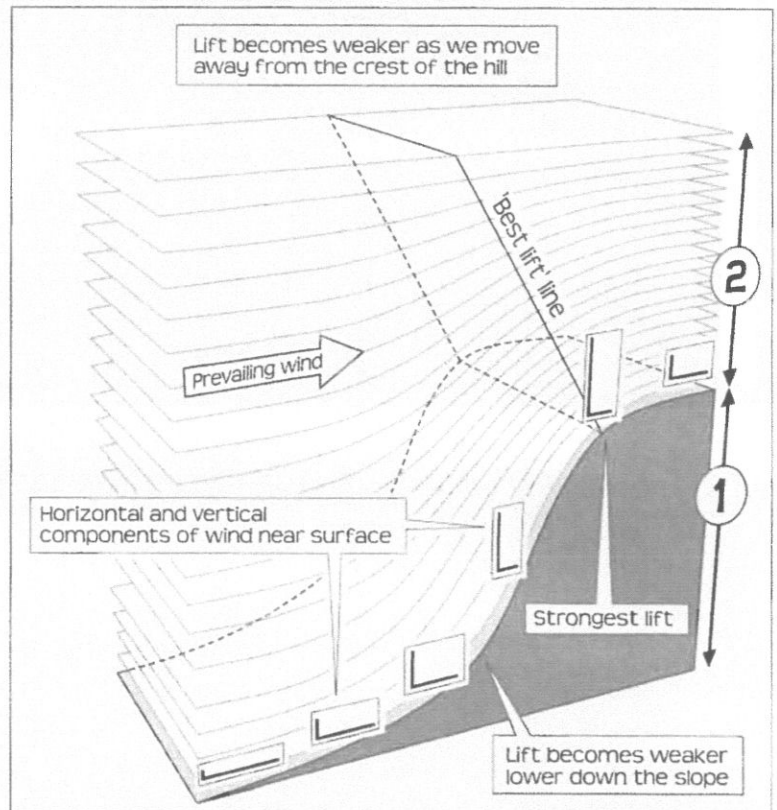 Lift becomes weaker as we move
away from the crest of the hill
'Best lift' line
2
Prevailing wind
1
Horizontal and vertical
components of wind near surface
Strongest lift
Lift becomes weaker
lower down the slope